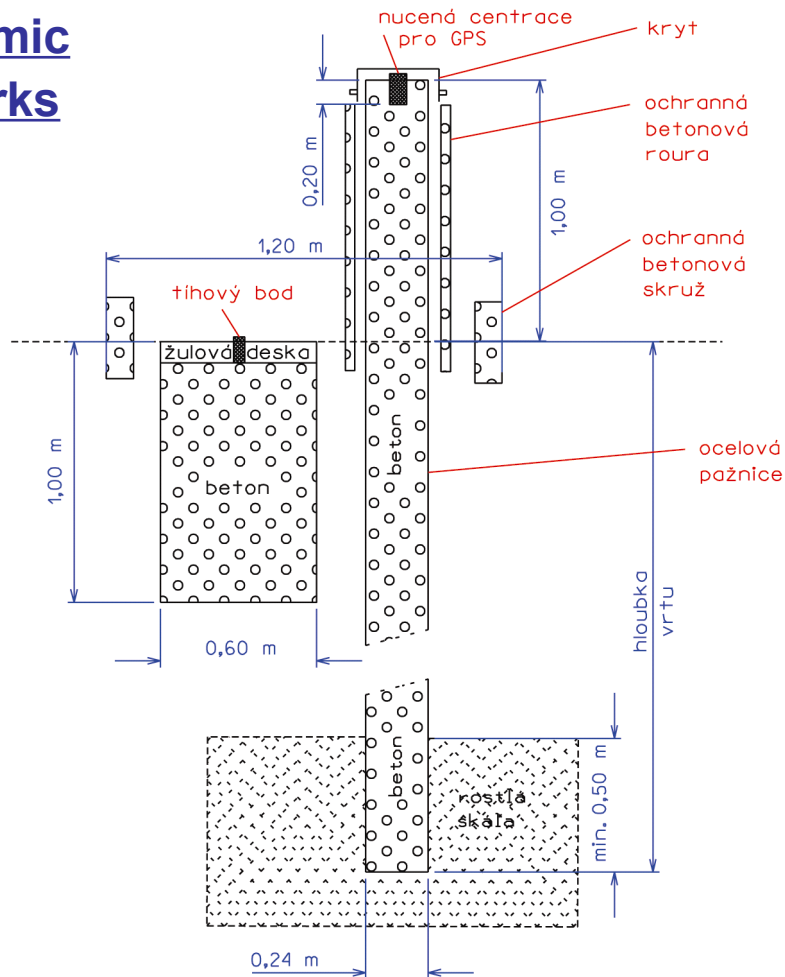 mic
rks
nucená centrace
pro GPS
kryt
ochranná
betonová
roura
0,20 m
1,00 m
1,20 m
ochranná
betonová
skruž
tíhový bod
žulová deska
beton
1,00 m
beton
ocelová
pažnice
0,60 m
hloubka
vrtu
beton
rostlá
skála
min. 0,50 m
0,24 m